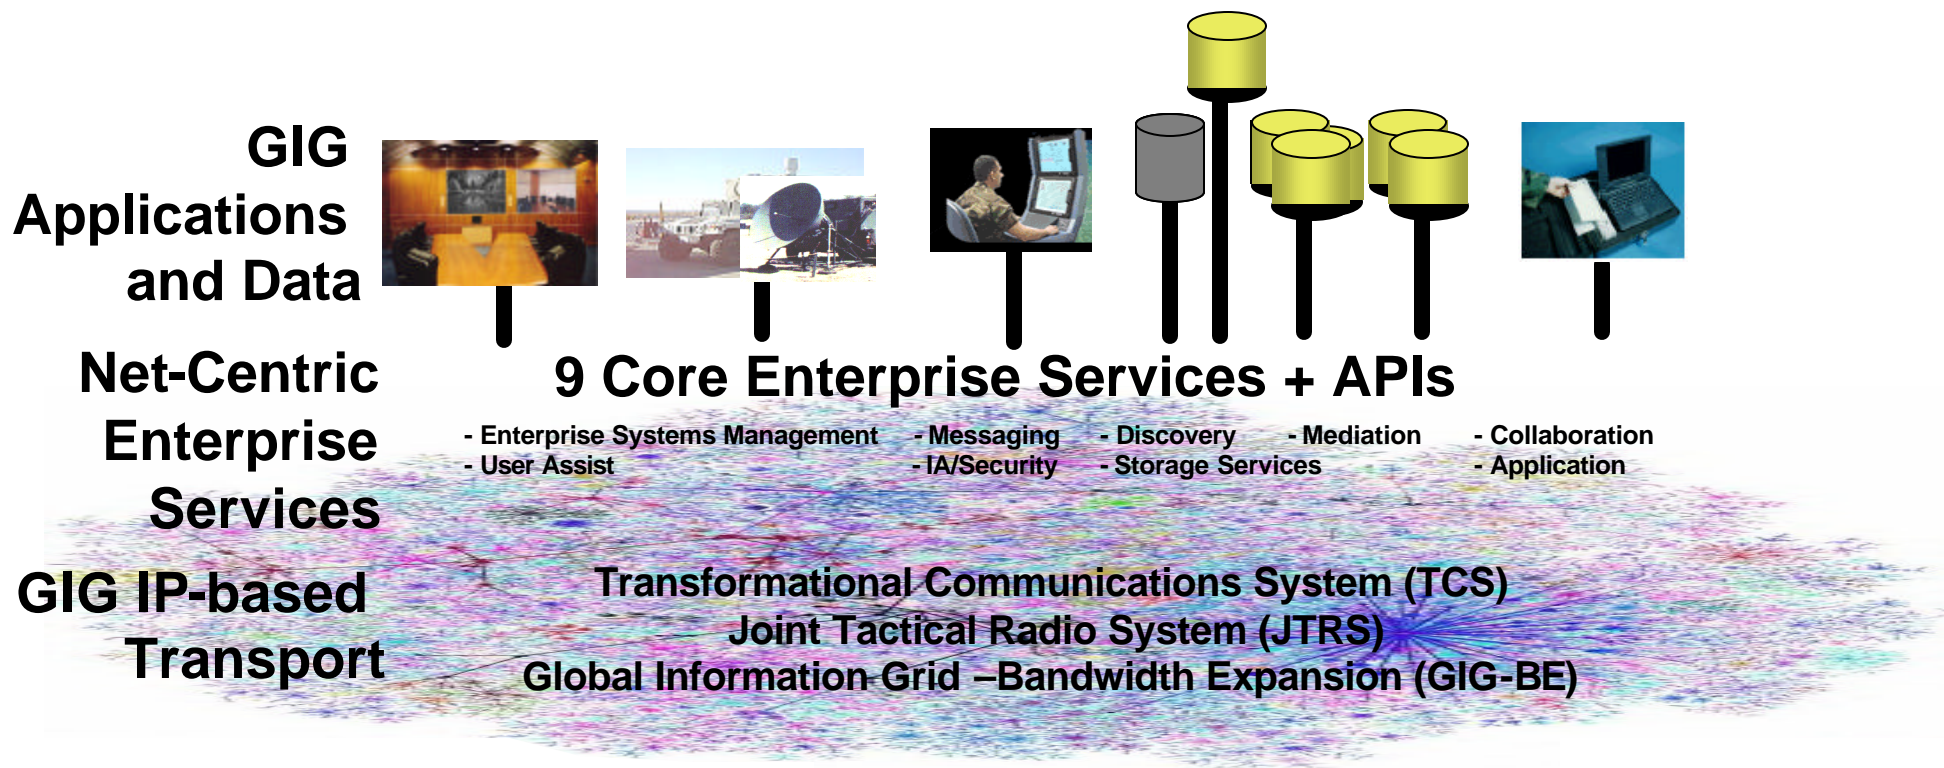 GIG
Applications
and Data
Net-Centric
Enterprise
Services
9 Core Enterprise Services + APIs
- Enterprise Systems Management - Messaging - Discovery - Mediation - Collaboration
- User Assist - IA/Security - Storage Services - Application
GIG IP-based
Transport
Transformational Communications System (TCS)
Joint Tactical Radio System (JTRS)
Global Information Grid –Bandwidth Expansion (GIG-BE)